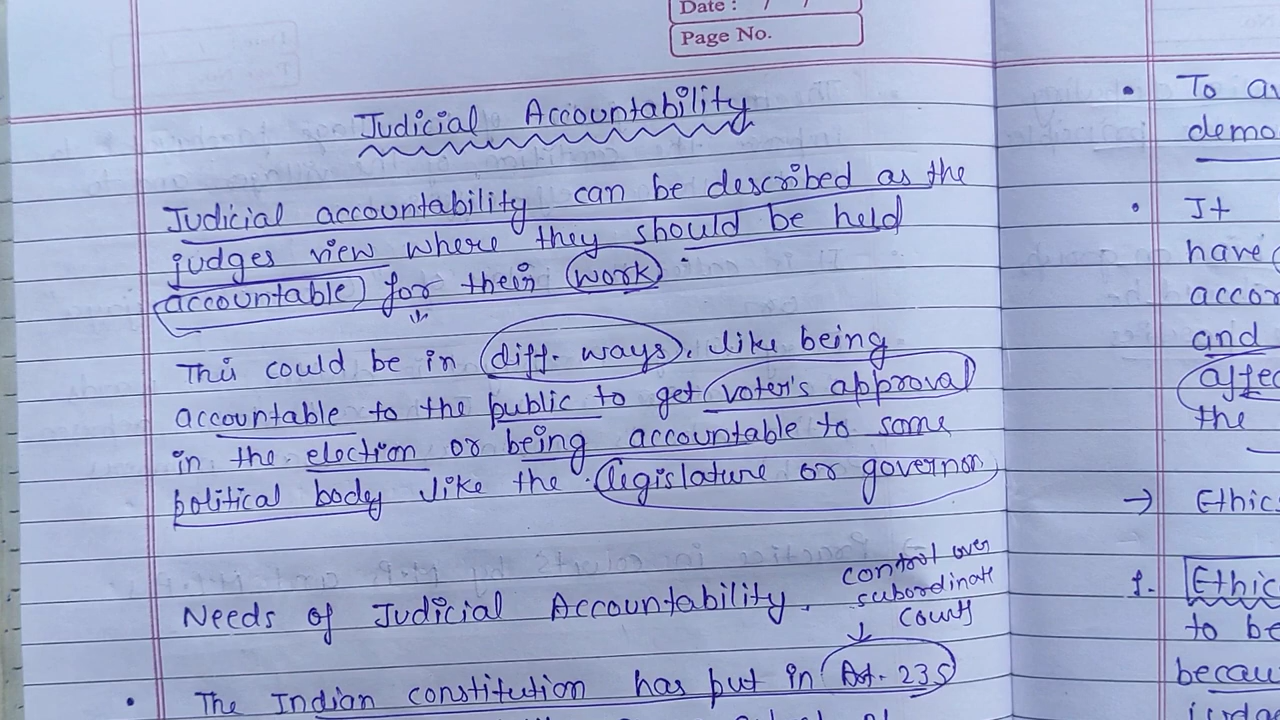 Date : / /
Page No.
Judicial Accountability
Judicial accountability can be described as the
judges view where they should be held
accountable for their work.
This could be in diff. ways, like being
accountable to the public to get voter's approval
in the election or being accountable to some
political body like the legislature or governor
Needs of Judicial Accountability.
control over
subordinate
courts
• The Indian constitution has put in Art. 235
• To
demo
• It
have
accor
and
affec
the
→ Ethic
1. Ethic
to be
becau